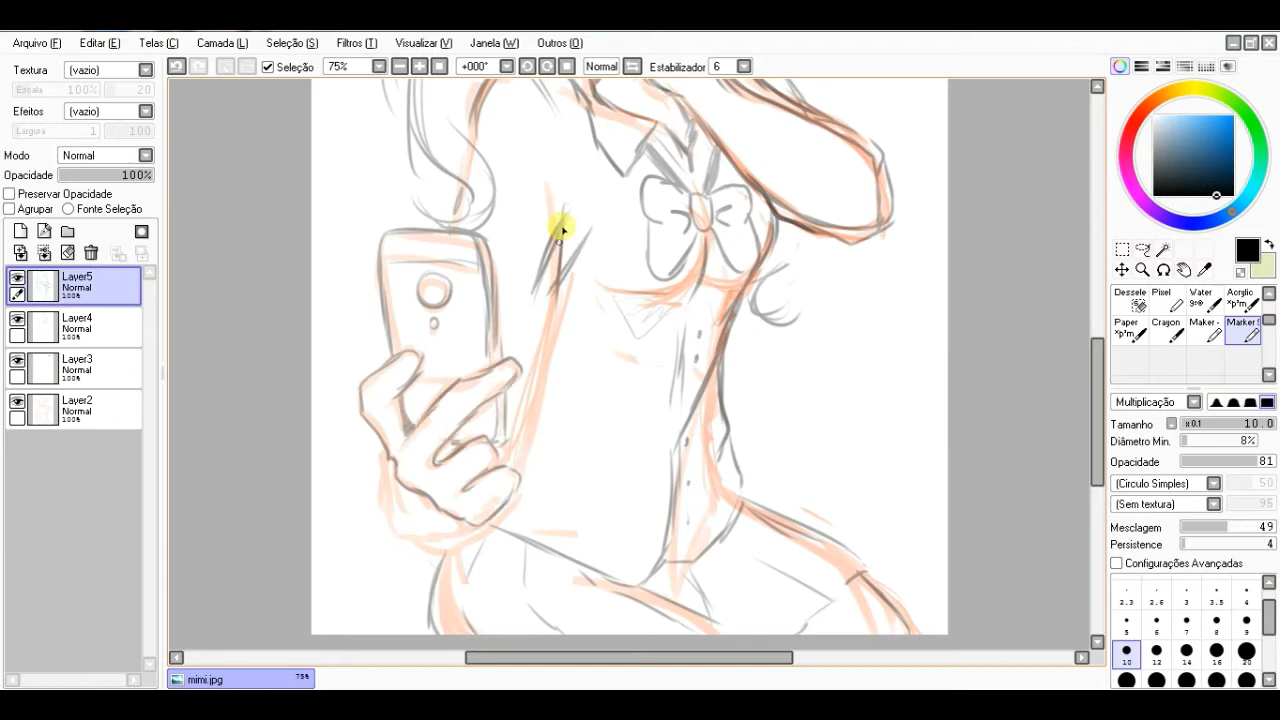 Arquivo (F) Editar (E) Telas (C) Camada (L) Seleção (S) Filtros (T) Visualizar (V) Janela (W) Outros (O)
Textura (vazio)
Escala 100% 20
Efeitos (vazio)
Largura 1 100
Modo Normal
Opacidade 100%
Preservar Opacidade
Agrupar Fonte Seleção
Layer5
Normal
100%
Layer4
Normal
100%
Layer3
Normal
100%
Layer2
Normal
100%
Seleção 75% +000° Normal Estabilizador 6
mimi.jpg 75%
Dessele Pixel Water Acrylic
Paper Crayon Maker Marker
Multiplicação
Tamanho x 0.1 10.0
Diâmetro Min. 8%
Opacidade 81
(Circulo Simples) 50
(Sem textura) 95
Mesclagem 49
Persistence 4
Configurações Avançadas
2.3 2.6 3 3.5 4
5 6 7 8 9
10 12 14 16 20